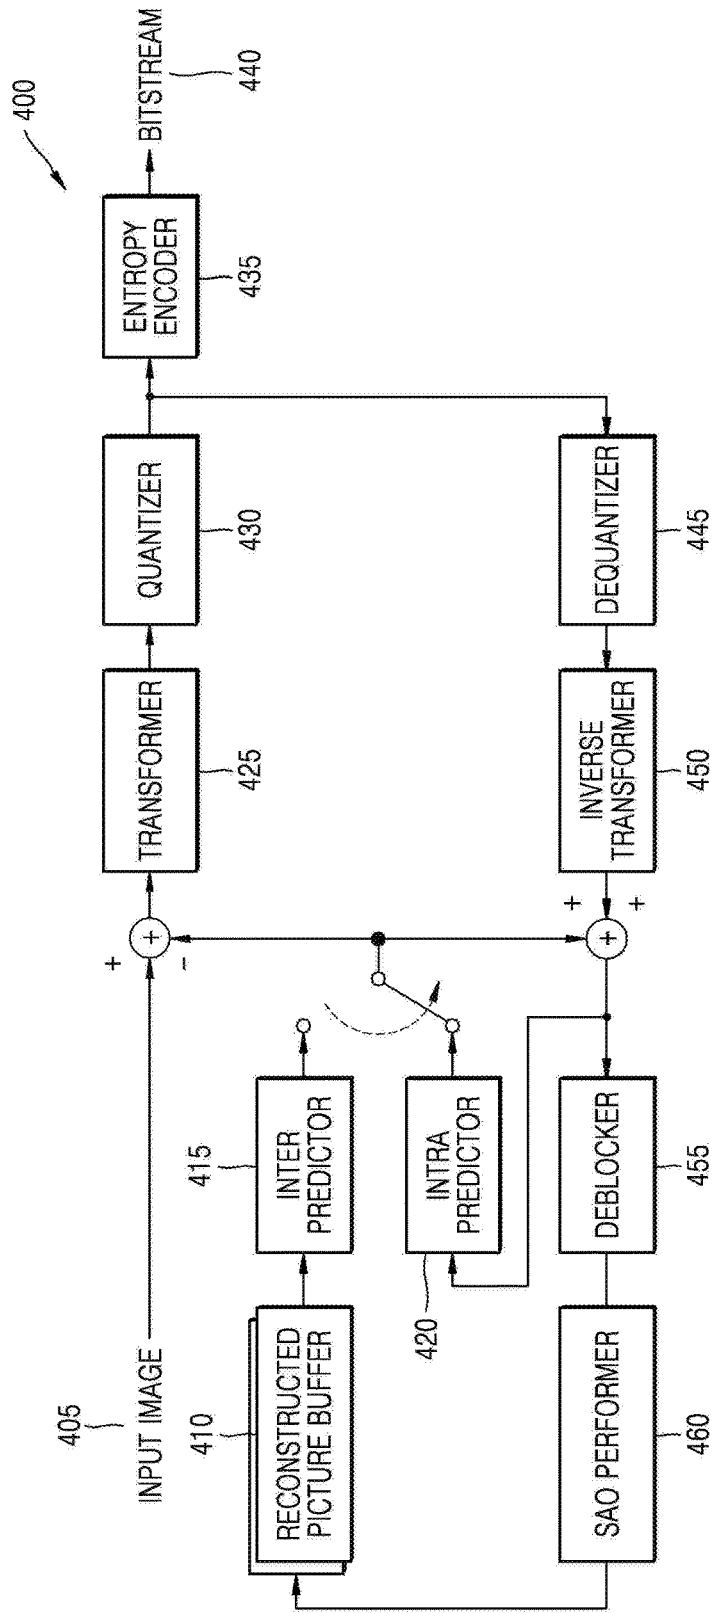 400
405
INPUT IMAGE
+
−
+
TRANSFORMER
425
QUANTIZER
430
ENTROPY
ENCODER
435
BITSTREAM
440
410
RECONSTRUCTED
PICTURE BUFFER
415
INTER
PREDICTOR
420
INTRA
PREDICTOR
SAO PERFORMER
460
DEBLOCKER
455
+
+
+
INVERSE
TRANSFORMER
450
DEQUANTIZER
445